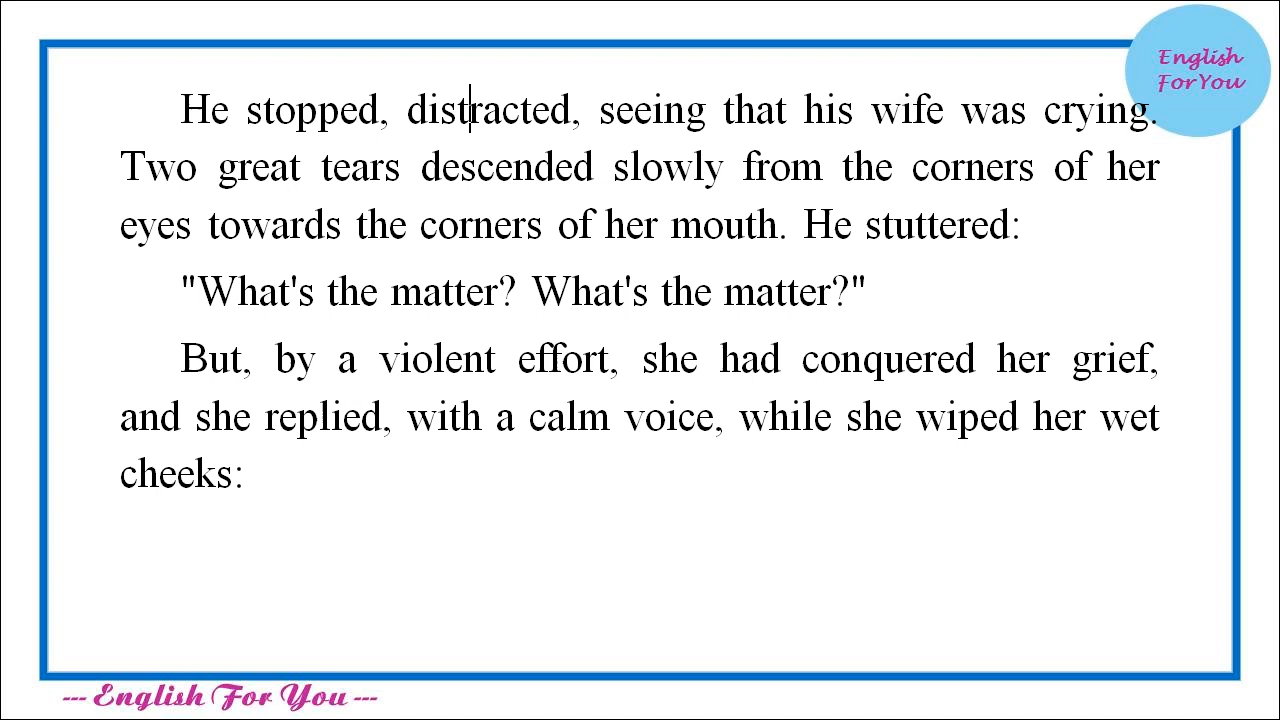 English
ForYou
He stopped, distracted, seeing that his wife was crying.
Two great tears descended slowly from the corners of her
eyes towards the corners of her mouth. He stuttered:
"What's the matter? What's the matter?"
But, by a violent effort, she had conquered her grief,
and she replied, with a calm voice, while she wiped her wet
cheeks:
--- English For You ---